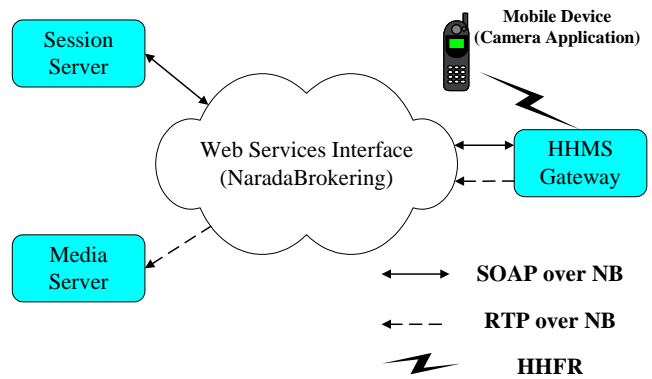 Mobile Device
(Camera Application)
Session
Server
Web Services Interface
(NaradaBrokering)
HHMS
Gateway
Media
Server
SOAP over NB
RTP over NB
HHFR